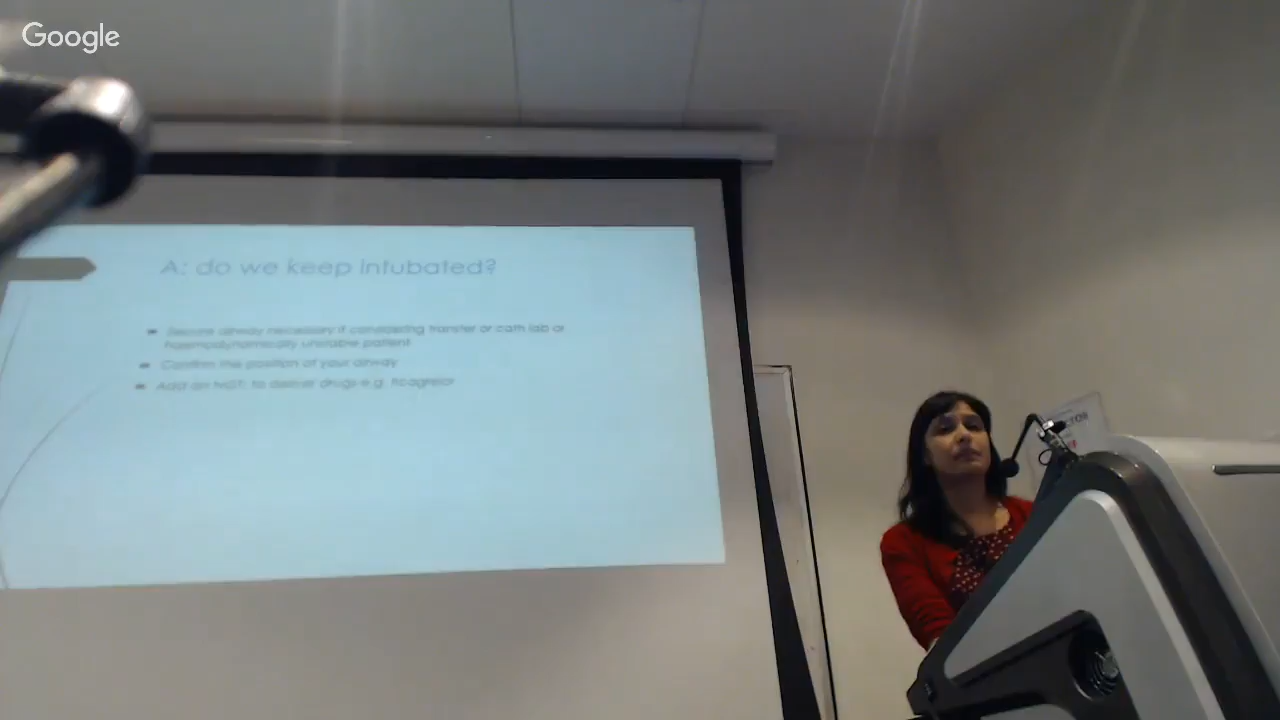 Google
A: do we keep intubated?
Secure airway necessary if considering transfer or cath lab or
haemodynamically unstable patient
Confirm the position of your airway
Add an NGT: to deliver drugs e.g. ticagrelor